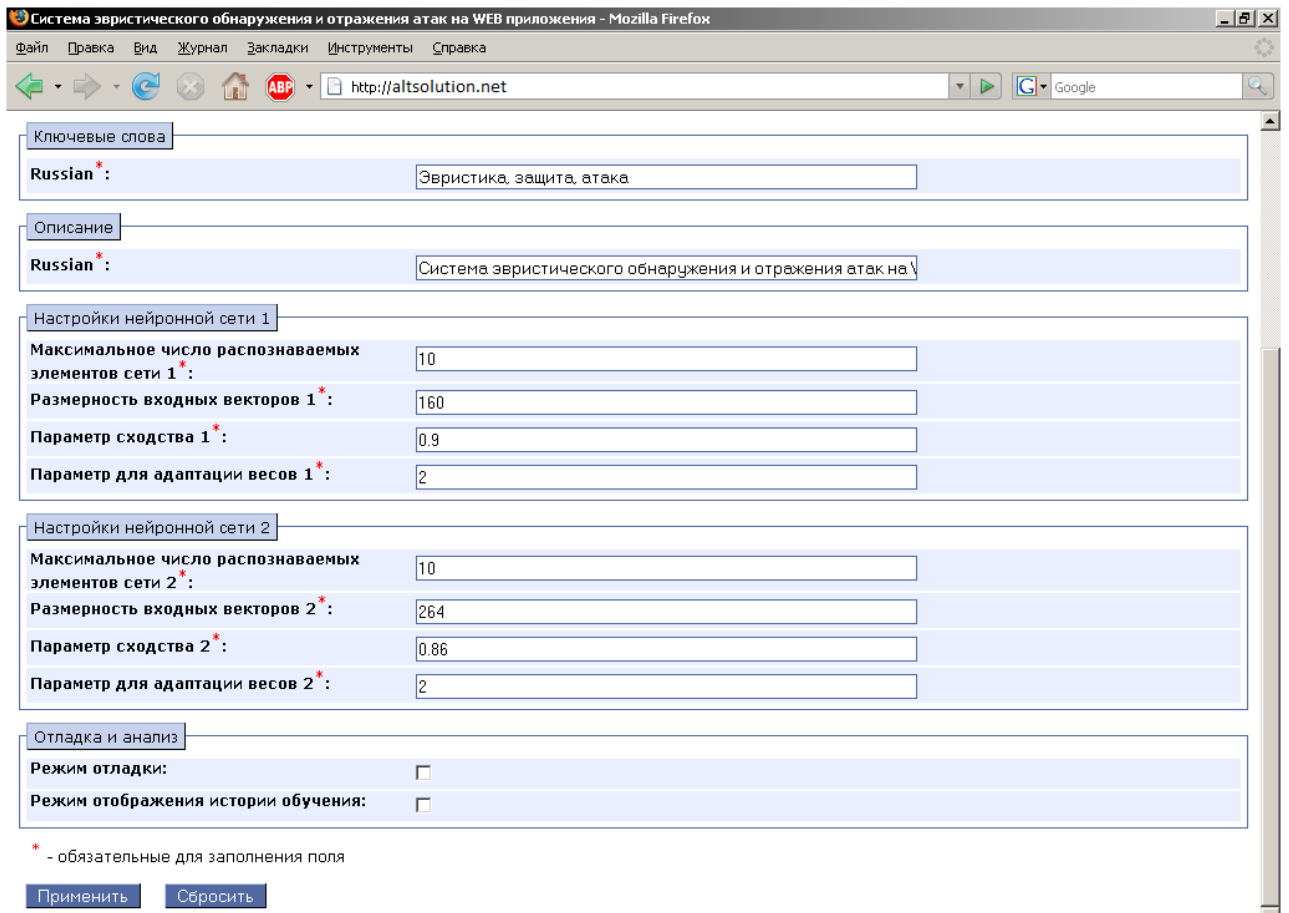 Система эвристического обнаружения и отражения атак на WEB приложения - Mozilla Firefox
Файл Правка Вид Журнал Закладки Инструменты Справка
ABP http://altsolution.net G Google
Ключевые слова
Russian*: Эвристика, защита, атака
Описание
Russian*: Система эвристического обнаружения и отражения атак на \
Настройки нейронной сети 1
Максимальное число распознаваемых
элементов сети 1*: 10
Размерность входных векторов 1*: 160
Параметр сходства 1*: 0.9
Параметр для адаптации весов 1*: 2
Настройки нейронной сети 2
Максимальное число распознаваемых
элементов сети 2*: 10
Размерность входных векторов 2*: 264
Параметр сходства 2*: 0.86
Параметр для адаптации весов 2*: 2
Отладка и анализ
Режим отладки:
Режим отображения истории обучения:
* - обязательные для заполнения поля
Применить Сбросить